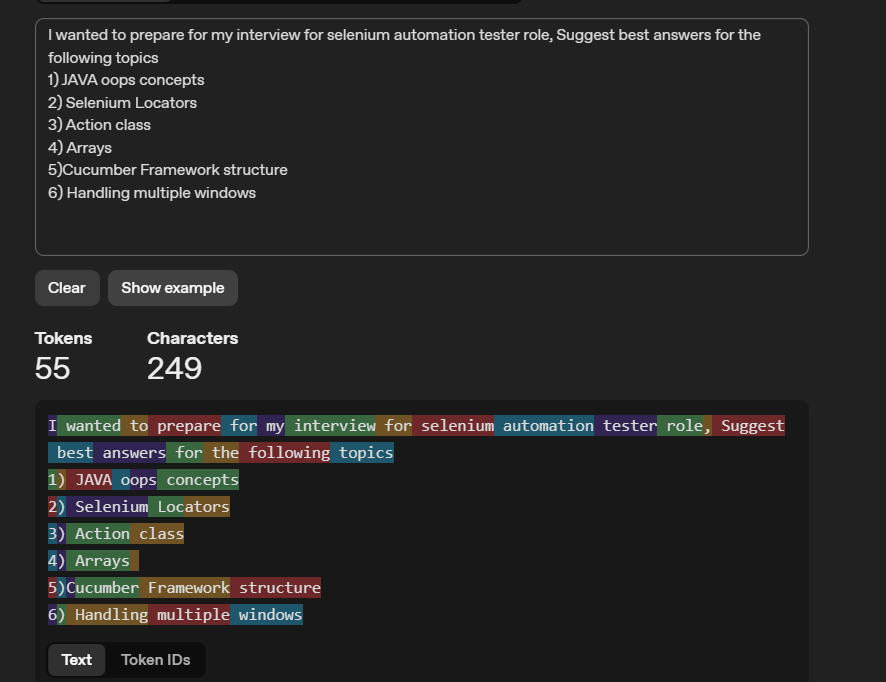 I wanted to prepare for my interview for selenium automation tester role, Suggest best answers for the
following topics
1) JAVA oops concepts
2) Selenium Locators
3) Action class
4) Arrays
5)Cucumber Framework structure
6) Handling multiple windows
Clear
Show example
Tokens
Characters
55
249
I wanted to prepare for my interview for selenium automation tester role, Suggest
best answers for the following topics
1) JAVA oops concepts
2) Selenium Locators
3) Action class
4) Arrays
5)Cucumber Framework structure
6) Handling multiple windows
Text
Token IDs